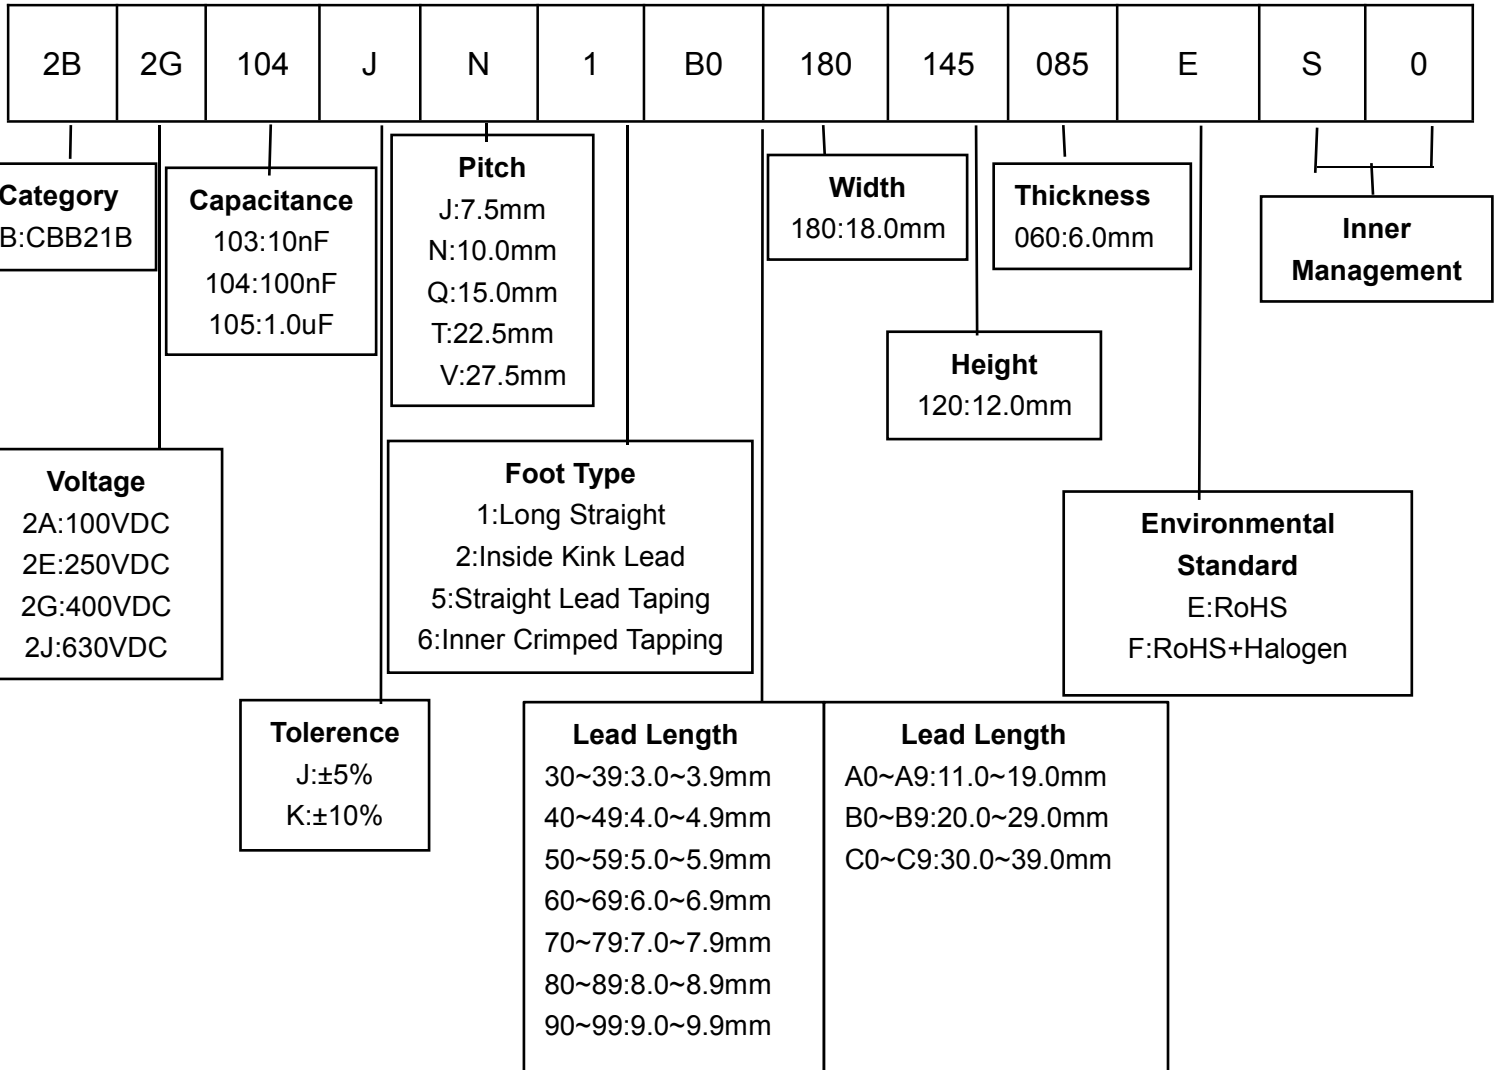 2B 2G 104 J N 1 B0 180 145 085 E S 0
Category
B:CBB21B
Capacitance
103:10nF
104:100nF
105:1.0uF
Pitch
J:7.5mm
N:10.0mm
Q:15.0mm
T:22.5mm
V:27.5mm
Width
180:18.0mm
Thickness
060:6.0mm
Inner
Management
Height
120:12.0mm
Voltage
2A:100VDC
2E:250VDC
2G:400VDC
2J:630VDC
Foot Type
1:Long Straight
2:Inside Kink Lead
5:Straight Lead Taping
6:Inner Crimped Tapping
Environmental
Standard
E:RoHS
F:RoHS+Halogen
Tolerence
J:±5%
K:±10%
Lead Length
30~39:3.0~3.9mm
40~49:4.0~4.9mm
50~59:5.0~5.9mm
60~69:6.0~6.9mm
70~79:7.0~7.9mm
80~89:8.0~8.9mm
90~99:9.0~9.9mm
Lead Length
A0~A9:11.0~19.0mm
B0~B9:20.0~29.0mm
C0~C9:30.0~39.0mm